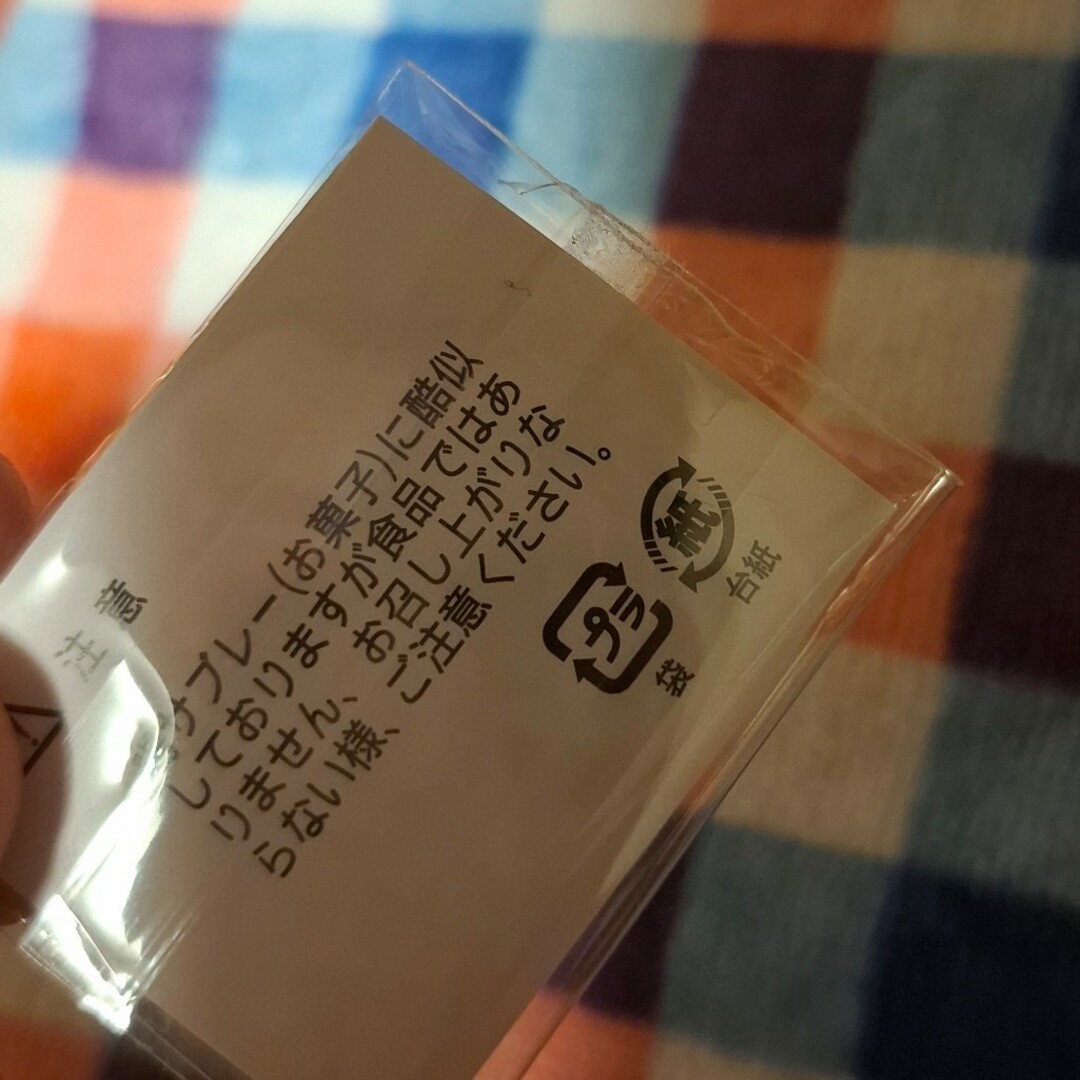 注意
サブレー(お菓子)に酷似
しておりますが食品ではあ
りません、お召し上がりな
らない様、ご注意ください。
プラ
袋
紙
台紙